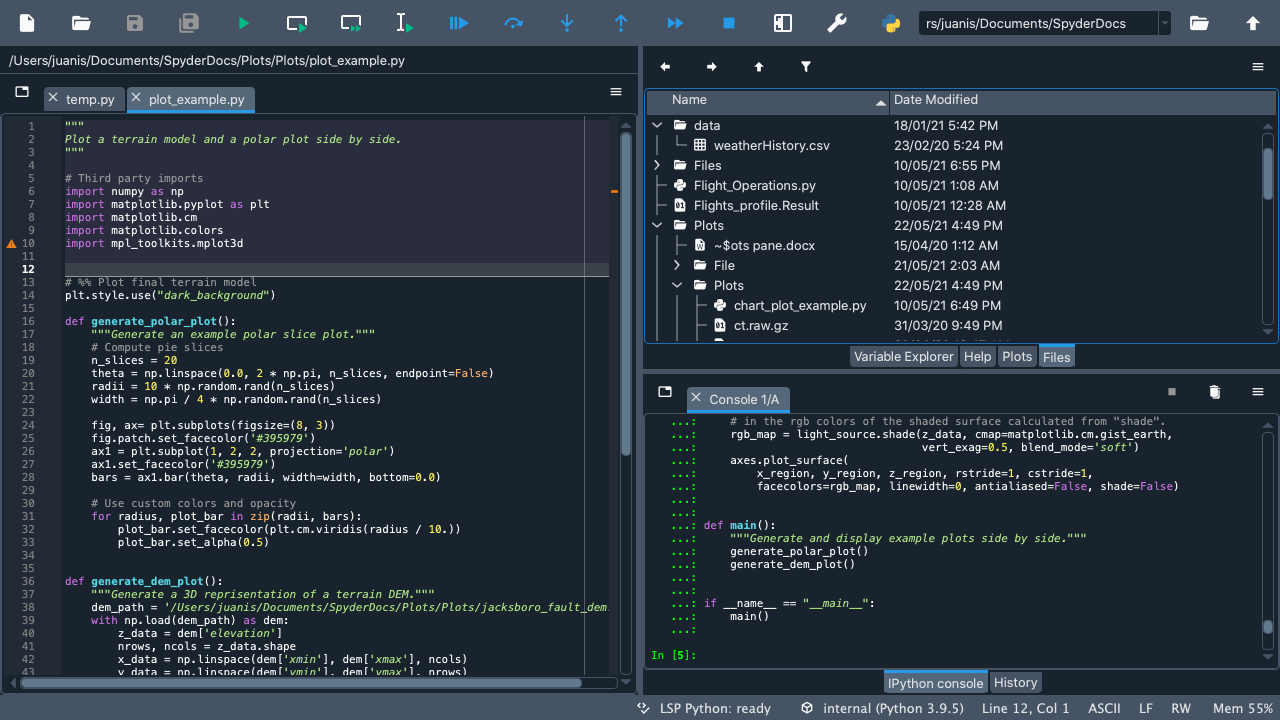 rs/juanis/Documents/SpyderDocs
/Users/juanis/Documents/SpyderDocs/Plots/Plots/plot_example.py
temp.py
plot_example.py
1 """
2 Plot a terrain model and a polar plot side by side.
3 """
4
5 # Third party imports
6 import numpy as np
7 import matplotlib.pyplot as plt
8 import matplotlib.cm
9 import matplotlib.colors
10 import mpl_toolkits.mplot3d
11
12
13 # %% Plot final terrain model
14 plt.style.use("dark_background")
15
16 def generate_polar_plot():
17 """Generate an example polar slice plot."""
18 # Compute pie slices
19 n_slices = 20
20 theta = np.linspace(0.0, 2 * np.pi, n_slices, endpoint=False)
21 radii = 10 * np.random.rand(n_slices)
22 width = np.pi / 4 * np.random.rand(n_slices)
23
24 fig, ax= plt.subplots(figsize=(8, 3))
25 fig.patch.set_facecolor('#395979')
26 ax1 = plt.subplot(1, 2, 2, projection='polar')
27 ax1.set_facecolor('#395979')
28 bars = ax1.bar(theta, radii, width=width, bottom=0.0)
29
30 # Use custom colors and opacity
31 for radius, plot_bar in zip(radii, bars):
32 plot_bar.set_facecolor(plt.cm.viridis(radius / 10.))
33 plot_bar.set_alpha(0.5)
34
35
36 def generate_dem_plot():
37 """Generate a 3D reprisentation of a terrain DEM."""
38 dem_path = '/Users/juanis/Documents/SpyderDocs/Plots/Plots/jacksboro_fault_dem
39 with np.load(dem_path) as dem:
40 z_data = dem['elevation']
41 nrows, ncols = z_data.shape
42 x_data = np.linspace(dem['xmin'], dem['xmax'], ncols)
43 y_data = np.linspace(dem['ymin'], dem['ymax'], nrows)
Name Date Modified
data 18/01/21 5:42 PM
weatherHistory.csv 23/02/20 5:24 PM
Files 10/05/21 6:55 PM
Flight_Operations.py 10/05/21 1:08 AM
Flights_profile.Result 10/05/21 12:28 AM
Plots 22/05/21 4:49 PM
~$ots pane.docx 15/04/20 1:12 AM
File 21/05/21 2:03 AM
Plots 22/05/21 4:49 PM
chart_plot_example.py 10/05/21 6:49 PM
ct.raw.gz 31/03/20 9:49 PM
Variable Explorer Help Plots Files
Console 1/A
...: # in the rgb colors of the shaded surface calculated from "shade".
...: rgb_map = light_source.shade(z_data, cmap=matplotlib.cm.gist_earth,
...: vert_exag=0.5, blend_mode='soft')
...: axes.plot_surface(
...: x_region, y_region, z_region, rstride=1, cstride=1,
...: facecolors=rgb_map, linewidth=0, antialiased=False, shade=False)
...:
...:
...: def main():
...: """Generate and display example plots side by side."""
...: generate_polar_plot()
...: generate_dem_plot()
...:
...:
...: if __name__ == "__main__":
...: main()
...:
In [5]:
IPython console History
LSP Python: ready internal (Python 3.9.5) Line 12, Col 1 ASCII LF RW Mem 55%